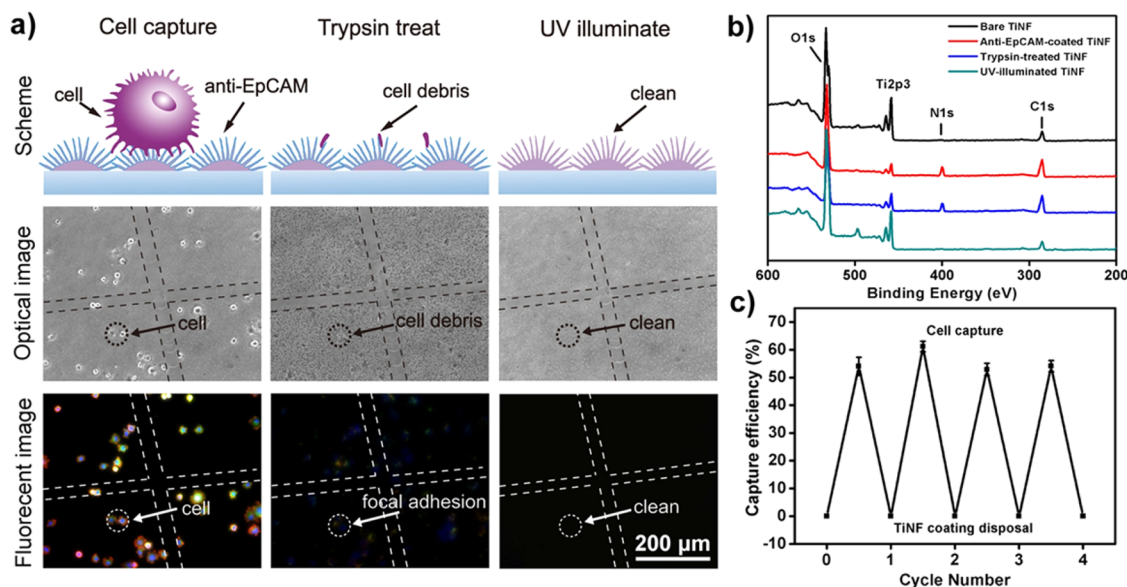 a)
Cell capture
Trypsin treat
UV illuminate
Scheme
cell
anti-EpCAM
cell debris
clean
Optical image
cell
cell debris
clean
Fluorescent image
cell
focal adhesion
clean
200 µm
b)
O1s
Ti2p3
N1s
C1s
Bare TiNF
Anti-EpCAM-coated TiNF
Trypsin-treated TiNF
UV-illuminated TiNF
600 500 400 300 200
Binding Energy (eV)
c)
Capture efficiency (%)
70
60
50
40
30
20
10
0
-10
Cell capture
TiNF coating disposal
0 1 2 3 4
Cycle Number